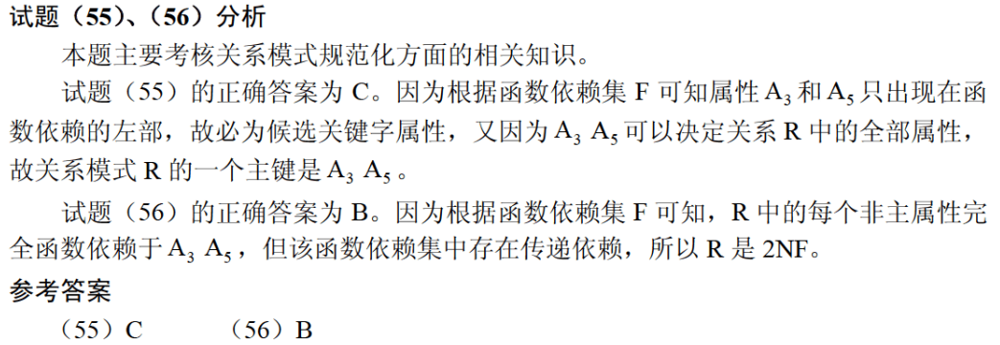 试题（55）、（56）分析
本题主要考核关系模式规范化方面的相关知识。
试题（55）的正确答案为 C。因为根据函数依赖集 F 可知属性 A₃ 和 A₅ 只出现在函
数依赖的左部，故必为候选关键字属性，又因为 A₃ A₅ 可以决定关系 R 中的全部属性，
故关系模式 R 的一个主键是 A₃ A₅。
试题（56）的正确答案为 B。因为根据函数依赖集 F 可知，R 中的每个非主属性完
全函数依赖于 A₃ A₅，但该函数依赖集中存在传递依赖，所以 R 是 2NF。
参考答案
（55）C （56）B